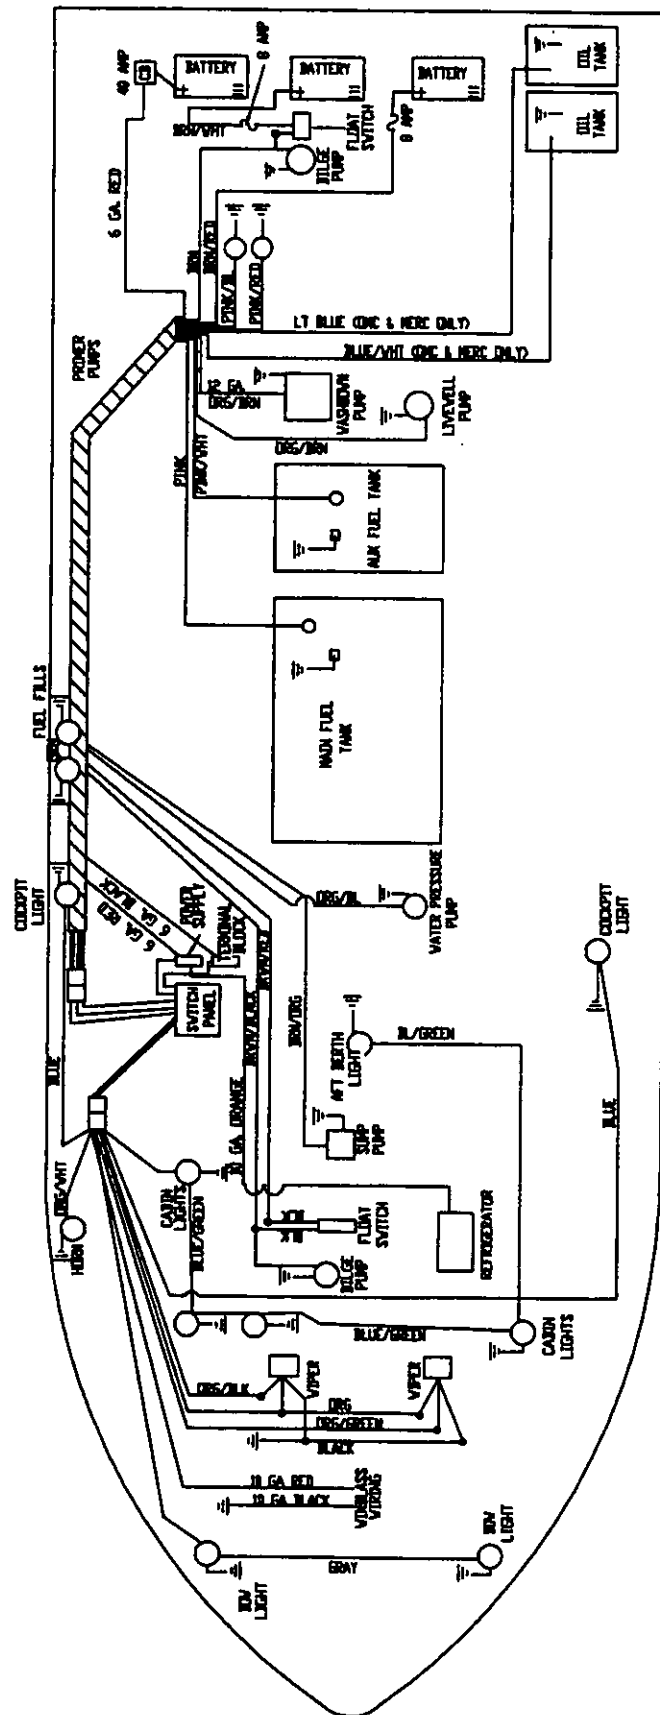 40 AMP
CB
BATTERY
8 AMP
BATTERY
BATTERY
OIL
TANK
OIL
TANK
BRN/WHT
FLOAT
SWITCH
BILGE
PUMP
8 AMP
6 GA. RED
BRN
BRN/RED
PINK/BL
PINK/RED
LT BLUE (OMC & MERC ONLY)
BLUE/WHT (OMC & MERC ONLY)
PRIMER
PUMPS
ORG/BRN
WASHDOWN
PUMP
LIVEWELL
PUMP
ORG/BRN
PINK
PINK/WHT
AUX FUEL TANK
MAIN FUEL
TANK
FUEL FILLS
COCKPIT
LIGHT
6 GA. BLACK
6 GA. RED
POWER
SUPPLY
TERMINAL
BLOCK
ORG/BL
WATER PRESSURE
PUMP
COCKPIT
LIGHT
SWITCH
PANEL
BRN/ORG
AFT BERTH
LIGHT
BL/GREEN
BLUE
10 GA. ORANGE
SUMP
PUMP
BLUE
ORG/WHT
HORN
CABIN
LIGHTS
BLUE/GREEN
BLK
BLK
FLOAT
SWITCH
BILGE
PUMP
REFRIGERATOR
BLUE/GREEN
CABIN
LIGHTS
ORG/BLK
WIPER
WIPER
ORG
ORG/GREEN
BLACK
10 GA RED
10 GA BLACK
WINDLASS
WIRING
BOW
LIGHT
GRAY
BOW
LIGHT